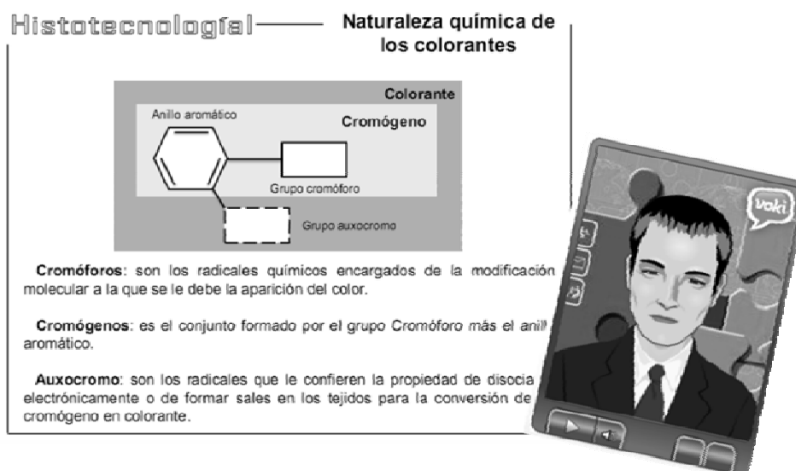 Histotecnología
Naturaleza química de
los colorantes
Colorante
Anillo aromático
Cromógeno
Grupo cromóforo
Grupo auxocromo
Cromóforos: son los radicales químicos encargados de la modificación
molecular a la que se le debe la aparición del color.
Cromógenos: es el conjunto formado por el grupo Cromóforo más el
aromático.
Auxocromo: son los radicales que le confieren la propiedad de
electrónicamente o de formar sales en los tejidos para la conversión de
cromógeno en colorante.
voki